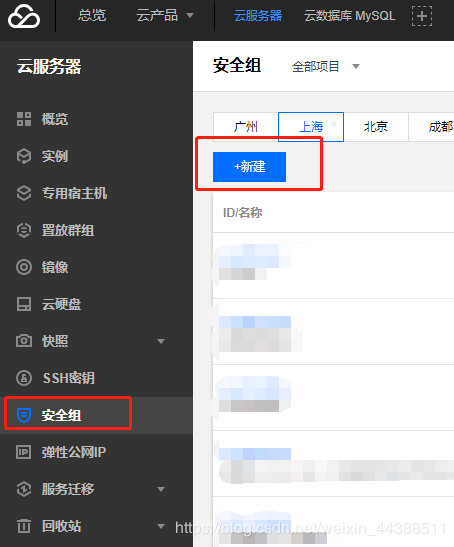 总览 云产品 云服务器 云数据库 MySQL
云服务器
概览
实例
专用宿主机
置放群组
镜像
云硬盘
快照
SSH密钥
安全组
弹性公网IP
服务迁移
回收站
安全组 全部项目
广州 上海 北京 成都
+新建
ID/名称
https://blog.csdn.net/weixin_44388511